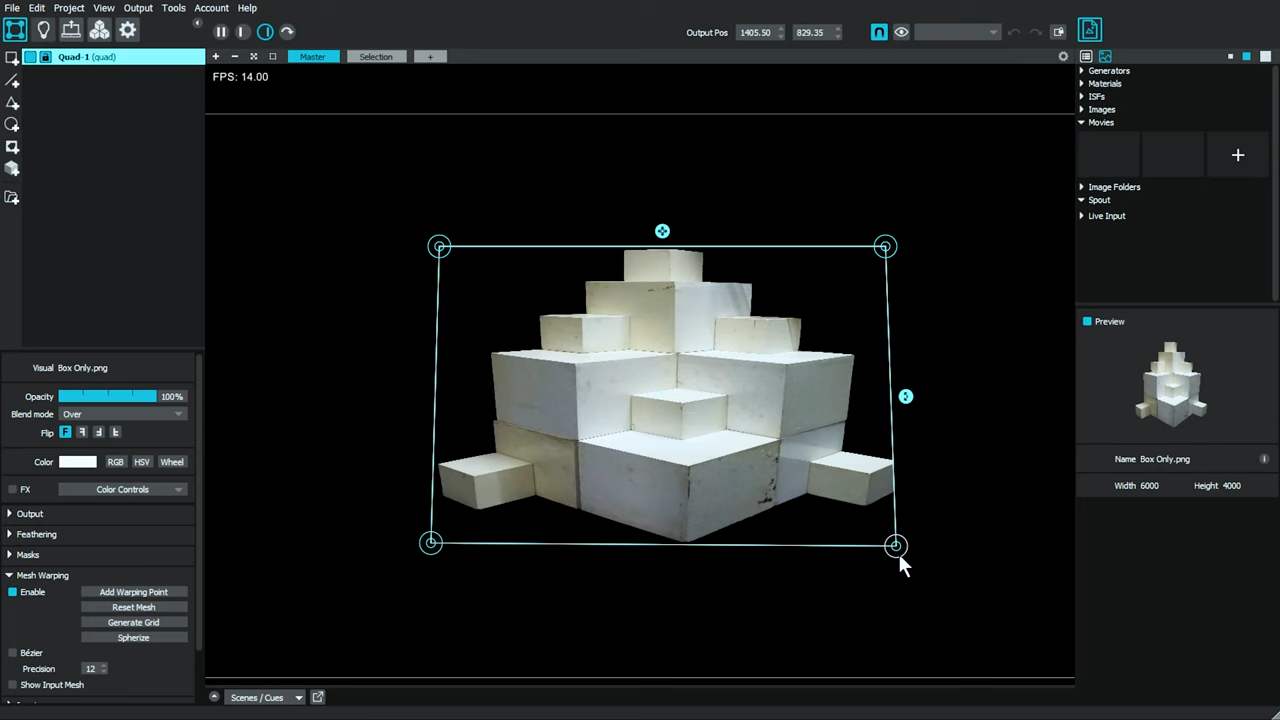 File Edit Project View Output Tools Account Help
Output Pos 1405.50 829.35
Quad-1 (quad)
Master Selection +
FPS: 14.00
Generators
Materials
ISFs
Images
Movies
Image Folders
Spout
Live Input
Visual Box Only.png
Opacity 100%
Blend mode Over
Flip
Color RGB HSV Wheel
FX Color Controls
Output
Feathering
Masks
Mesh Warping
Enable Add Warping Point
Reset Mesh
Generate Grid
Spherize
Bézier
Precision 12
Show Input Mesh
Preview
Name Box Only.png
Width 6000 Height 4000
Scenes / Cues